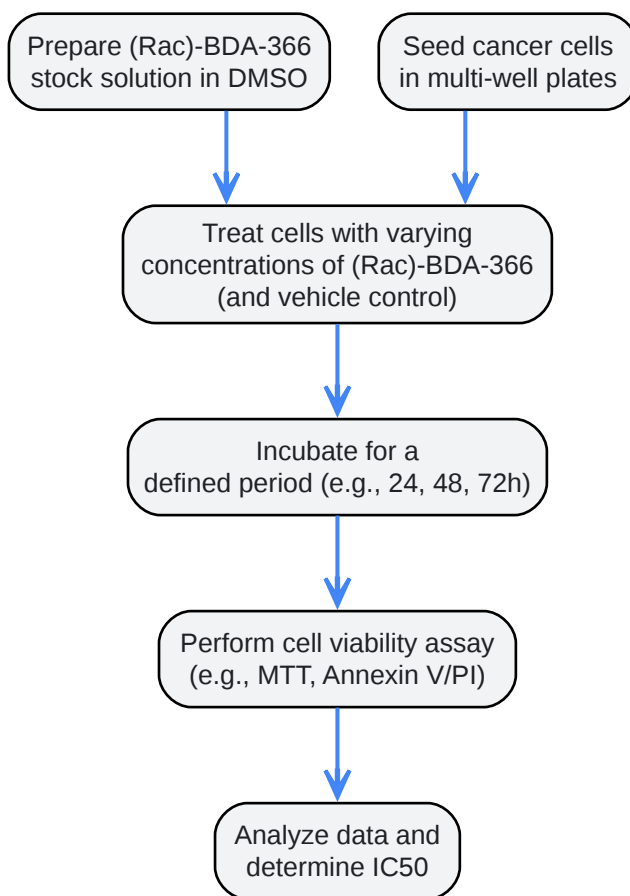 Prepare (Rac)-BDA-366
stock solution in DMSO
Seed cancer cells
in multi-well plates
Treat cells with varying
concentrations of (Rac)-BDA-366
(and vehicle control)
Incubate for a
defined period (e.g., 24, 48, 72h)
Perform cell viability assay
(e.g., MTT, Annexin V/PI)
Analyze data and
determine IC50